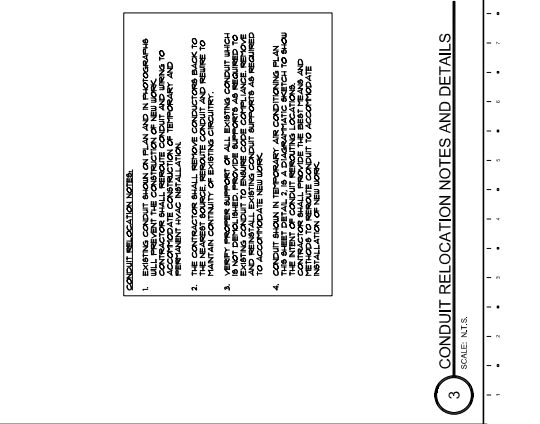 CONDUIT RELOCATION NOTES:
1. EXISTING CONDUIT SHOWN ON PLAN AND IN PHOTOGRAPHS
WILL PREVENT THE CONSTRUCTION OF NEW WORK.
CONTRACTOR SHALL REROUTE CONDUIT AND WIRING TO
ACCOMMODATE CONSTRUCTION OF TEMPORARY AND
PERMANENT HVAC INSTALLATION.
2. THE CONTRACTOR SHALL REMOVE CONDUCTORS BACK TO
THE NEAREST SOURCE, REROUTE CONDUIT AND REWIRE TO
MAINTAIN CONTINUITY OF EXISTING CIRCUITRY.
3. VERIFY PROPER SUPPORT OF ALL EXISTING CONDUIT WHICH
IS NOT DEMOLISHED. PROVIDE SUPPORTS AS REQUIRED TO
EXISTING CONDUIT TO ENSURE CODE COMPLIANCE. REMOVE
AND REINSTALL EXISTING CONDUIT SUPPORTS AS REQUIRED
TO ACCOMMODATE NEW WORK.
4. CONDUIT SHOWN IN TEMPORARY AIR CONDITIONING PLAN
THIS SHEET DETAIL 2, IS A DIAGRAMMATIC SKETCH TO SHOW
THE INTENT OF CONDUIT REROUTING LOCATIONS.
CONTRACTOR SHALL PROVIDE THE BEST MEANS AND
METHODS TO REROUTE CONDUIT TO ACCOMMODATE
INSTALLATION OF NEW WORK.
3 CONDUIT RELOCATION NOTES AND DETAILS
SCALE: N.T.S.
1 2 3 4 5 6 7 8